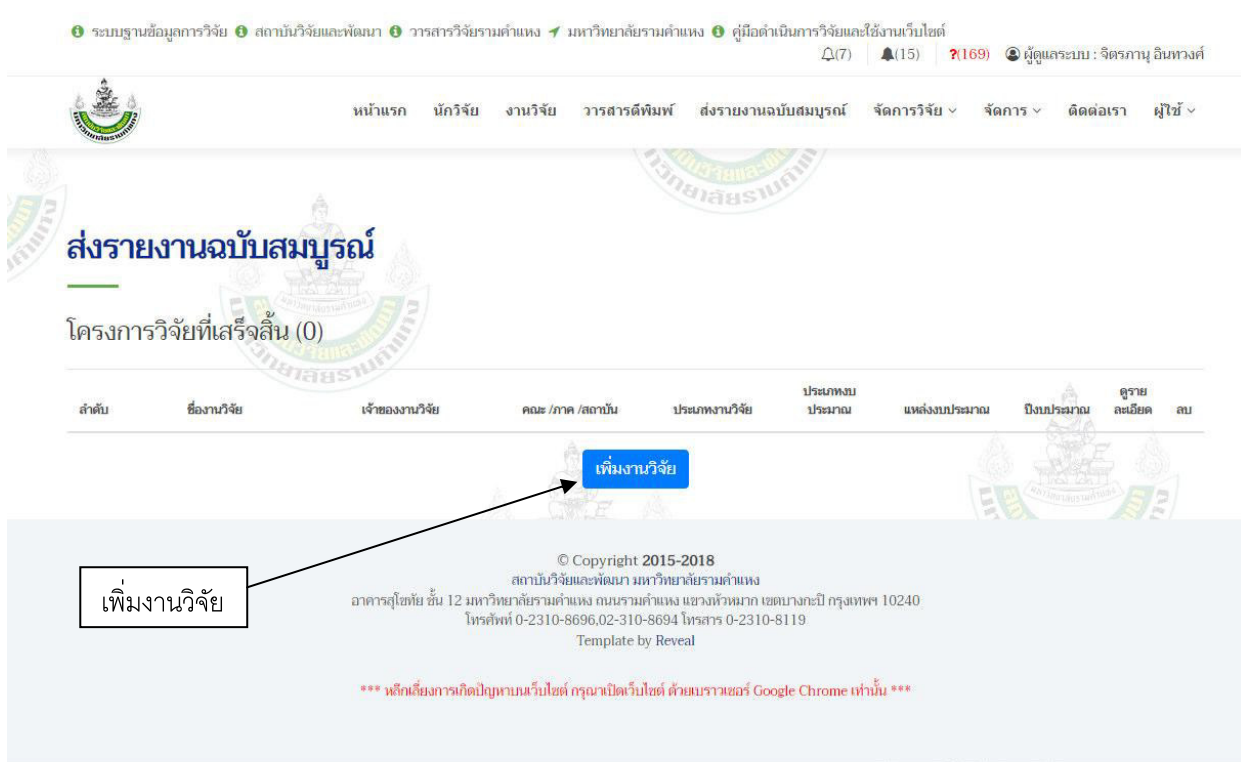 ระบบฐานข้อมูลการวิจัย สถาบันวิจัยและพัฒนา วารสารวิจัยรามคำแหง มหาวิทยาลัยรามคำแหง คู่มือดำเนินการวิจัยและใช้งานเว็บไซต์
(7) (15) ?(169) ผู้ดูแลระบบ : จิตรภานุ อินทวงศ์
หน้าแรก นักวิจัย งานวิจัย วารสารตีพิมพ์ ส่งรายงานฉบับสมบูรณ์ จัดการวิจัย จัดการ ติดต่อเรา ผู้ใช้
ส่งรายงานฉบับสมบูรณ์
โครงการวิจัยที่เสร็จสิ้น (0)
ลำดับ ชื่องานวิจัย เจ้าของงานวิจัย คณะ /ภาค /สถาบัน ประเภทงานวิจัย ประเภทงบประมาณ แหล่งงบประมาณ ปีงบประมาณ ดูรายละเอียด ลบ
เพิ่มงานวิจัย
เพิ่มงานวิจัย
© Copyright 2015-2018
สถาบันวิจัยและพัฒนา มหาวิทยาลัยรามคำแหง
อาคารสุโขทัย ชั้น 12 มหาวิทยาลัยรามคำแหง ถนนรามคำแหง แขวงหัวหมาก เขตบางกะปิ กรุงเทพฯ 10240
โทรศัพท์ 0-2310-8696,02-310-8694 โทรสาร 0-2310-8119
Template by Reveal
*** หลีกเลี่ยงการเกิดปัญหาบนเว็บไซต์ กรุณาเปิดเว็บไซต์ ด้วยเบราวเซอร์ Google Chrome เท่านั้น ***